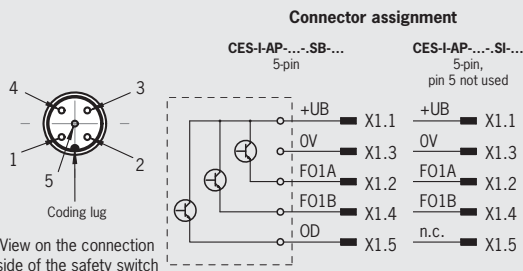 Connector assignment
CES-I-AP-...-.SB-...
5-pin
CES-I-AP-...-.SI-...
5-pin,
pin 5 not used
4
3
1
2
5
Coding lug
View on the connection
side of the safety switch
+UB
X1.1
0V
X1.3
FO1A
X1.2
FO1B
X1.4
OD
X1.5
+UB
X1.1
0V
X1.3
FO1A
X1.2
FO1B
X1.4
n.c.
X1.5